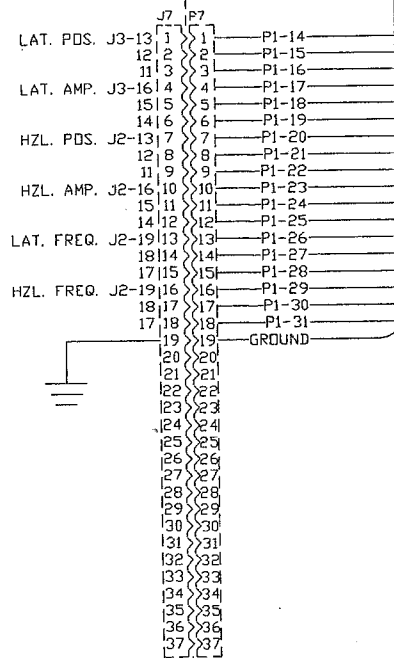 J7 P7
LAT. POS. J3-13 1 1 P1-14
12 2 2 P1-15
11 3 3 P1-16
LAT. AMP. J3-16 4 4 P1-17
15 5 5 P1-18
14 6 6 P1-19
HZL. POS. J2-13 7 7 P1-20
12 8 8 P1-21
11 9 9 P1-22
HZL. AMP. J2-16 10 10 P1-23
15 11 11 P1-24
14 12 12 P1-25
LAT. FREQ. J2-19 13 13 P1-26
18 14 14 P1-27
17 15 15 P1-28
HZL. FREQ. J2-19 16 16 P1-29
18 17 17 P1-30
17 18 18 P1-31
19 19 GROUND
20 20
21 21
22 22
23 23
24 24
25 25
26 26
27 27
28 28
29 29
30 30
31 31
32 32
33 33
34 34
35 35
36 36
37 37